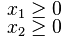 x₁ ≥ 0
x₂ ≥ 0